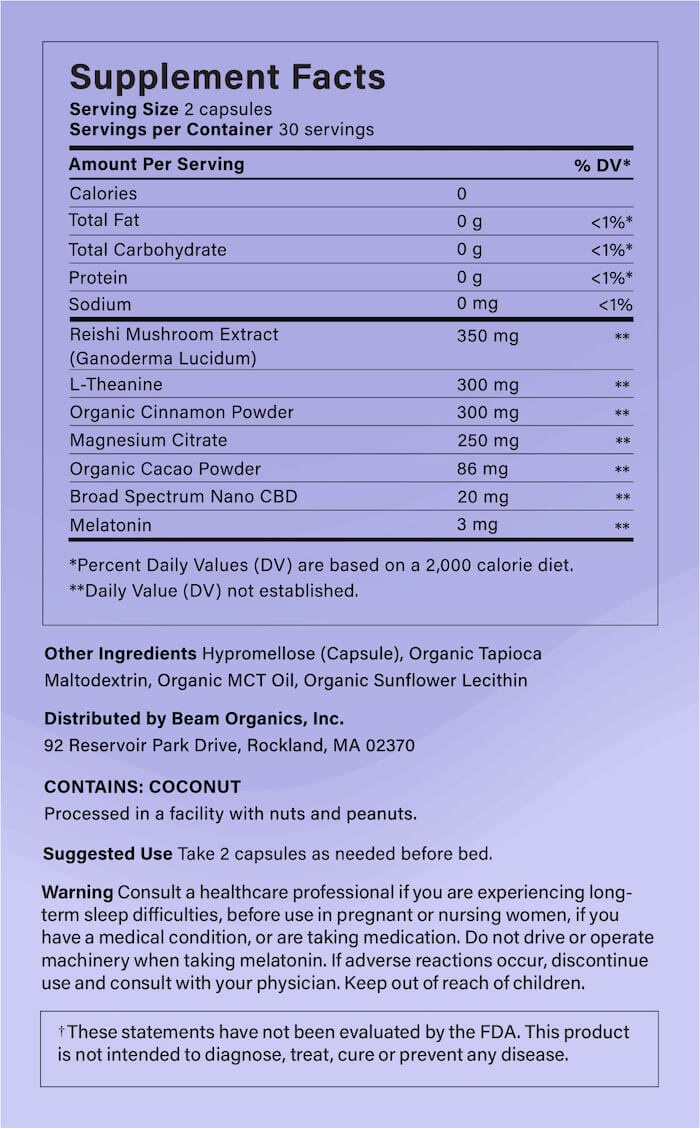 Supplement Facts
Serving Size 2 capsules
Servings per Container 30 servings
Amount Per Serving % DV*
Calories 0
Total Fat 0 g <1%*
Total Carbohydrate 0 g <1%*
Protein 0 g <1%*
Sodium 0 mg <1%
Reishi Mushroom Extract 350 mg **
(Ganoderma Lucidum)
L-Theanine 300 mg **
Organic Cinnamon Powder 300 mg **
Magnesium Citrate 250 mg **
Organic Cacao Powder 86 mg **
Broad Spectrum Nano CBD 20 mg **
Melatonin 3 mg **
*Percent Daily Values (DV) are based on a 2,000 calorie diet.
**Daily Value (DV) not established.
Other Ingredients Hypromellose (Capsule), Organic Tapioca
Maltodextrin, Organic MCT Oil, Organic Sunflower Lecithin
Distributed by Beam Organics, Inc.
92 Reservoir Park Drive, Rockland, MA 02370
CONTAINS: COCONUT
Processed in a facility with nuts and peanuts.
Suggested Use Take 2 capsules as needed before bed.
Warning Consult a healthcare professional if you are experiencing long-
term sleep difficulties, before use in pregnant or nursing women, if you
have a medical condition, or are taking medication. Do not drive or operate
machinery when taking melatonin. If adverse reactions occur, discontinue
use and consult with your physician. Keep out of reach of children.
†These statements have not been evaluated by the FDA. This product
is not intended to diagnose, treat, cure or prevent any disease.